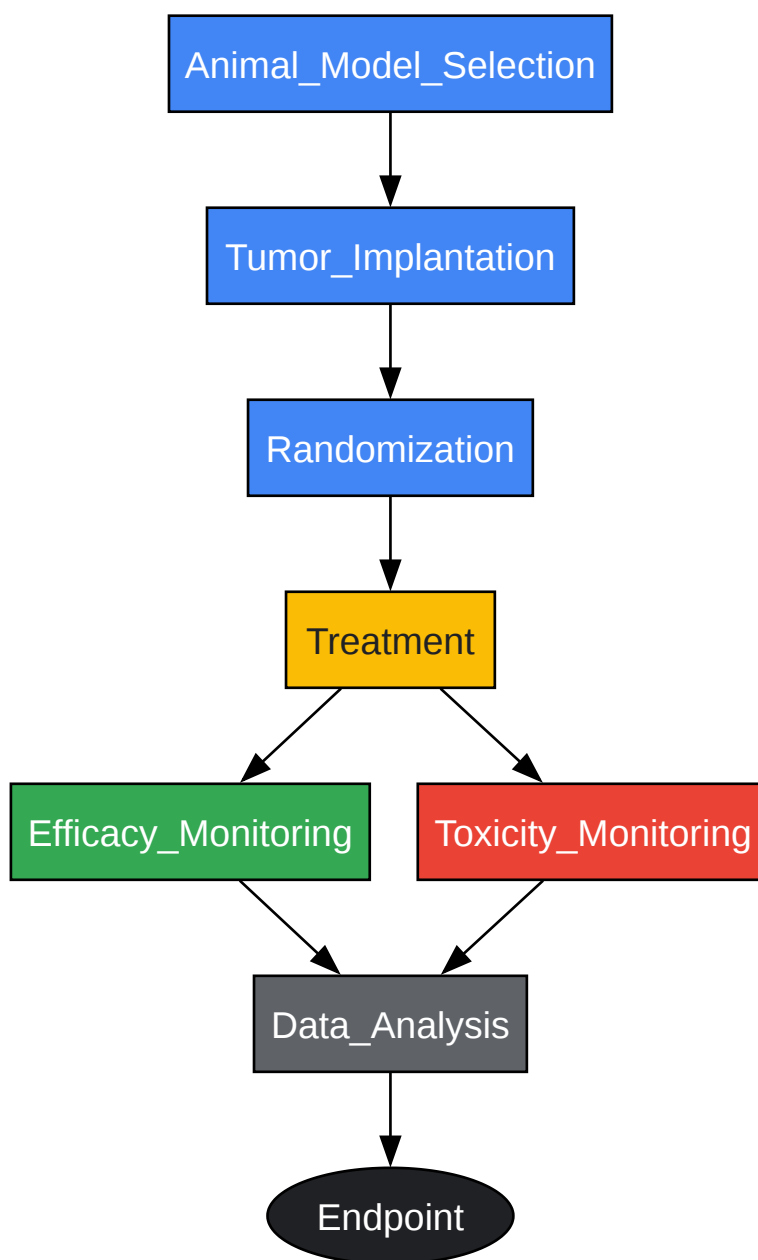 Animal_Model_Selection
Tumor_Implantation
Randomization
Treatment
Efficacy_Monitoring
Toxicity_Monitoring
Data_Analysis
Endpoint